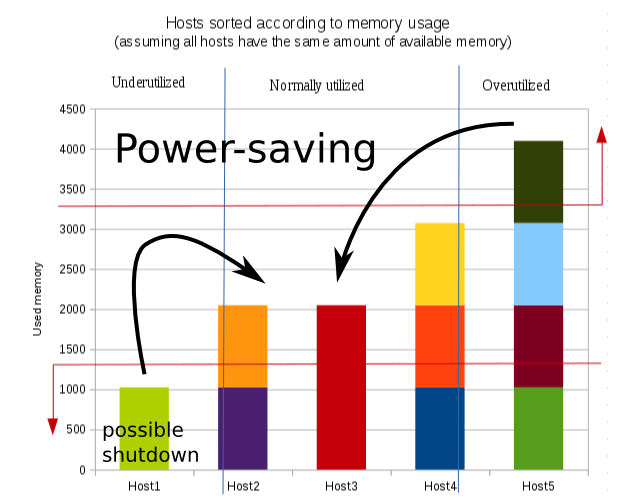 Hosts sorted according to memory usage
(assuming all hosts have the same amount of available memory)
Underutilized
Normally utilized
Overutilized
Power-saving
4500
4000
3500
3000
2500
2000
1500
1000
500
0
Used memory
possible
shutdown
Host1
Host2
Host3
Host4
Host5